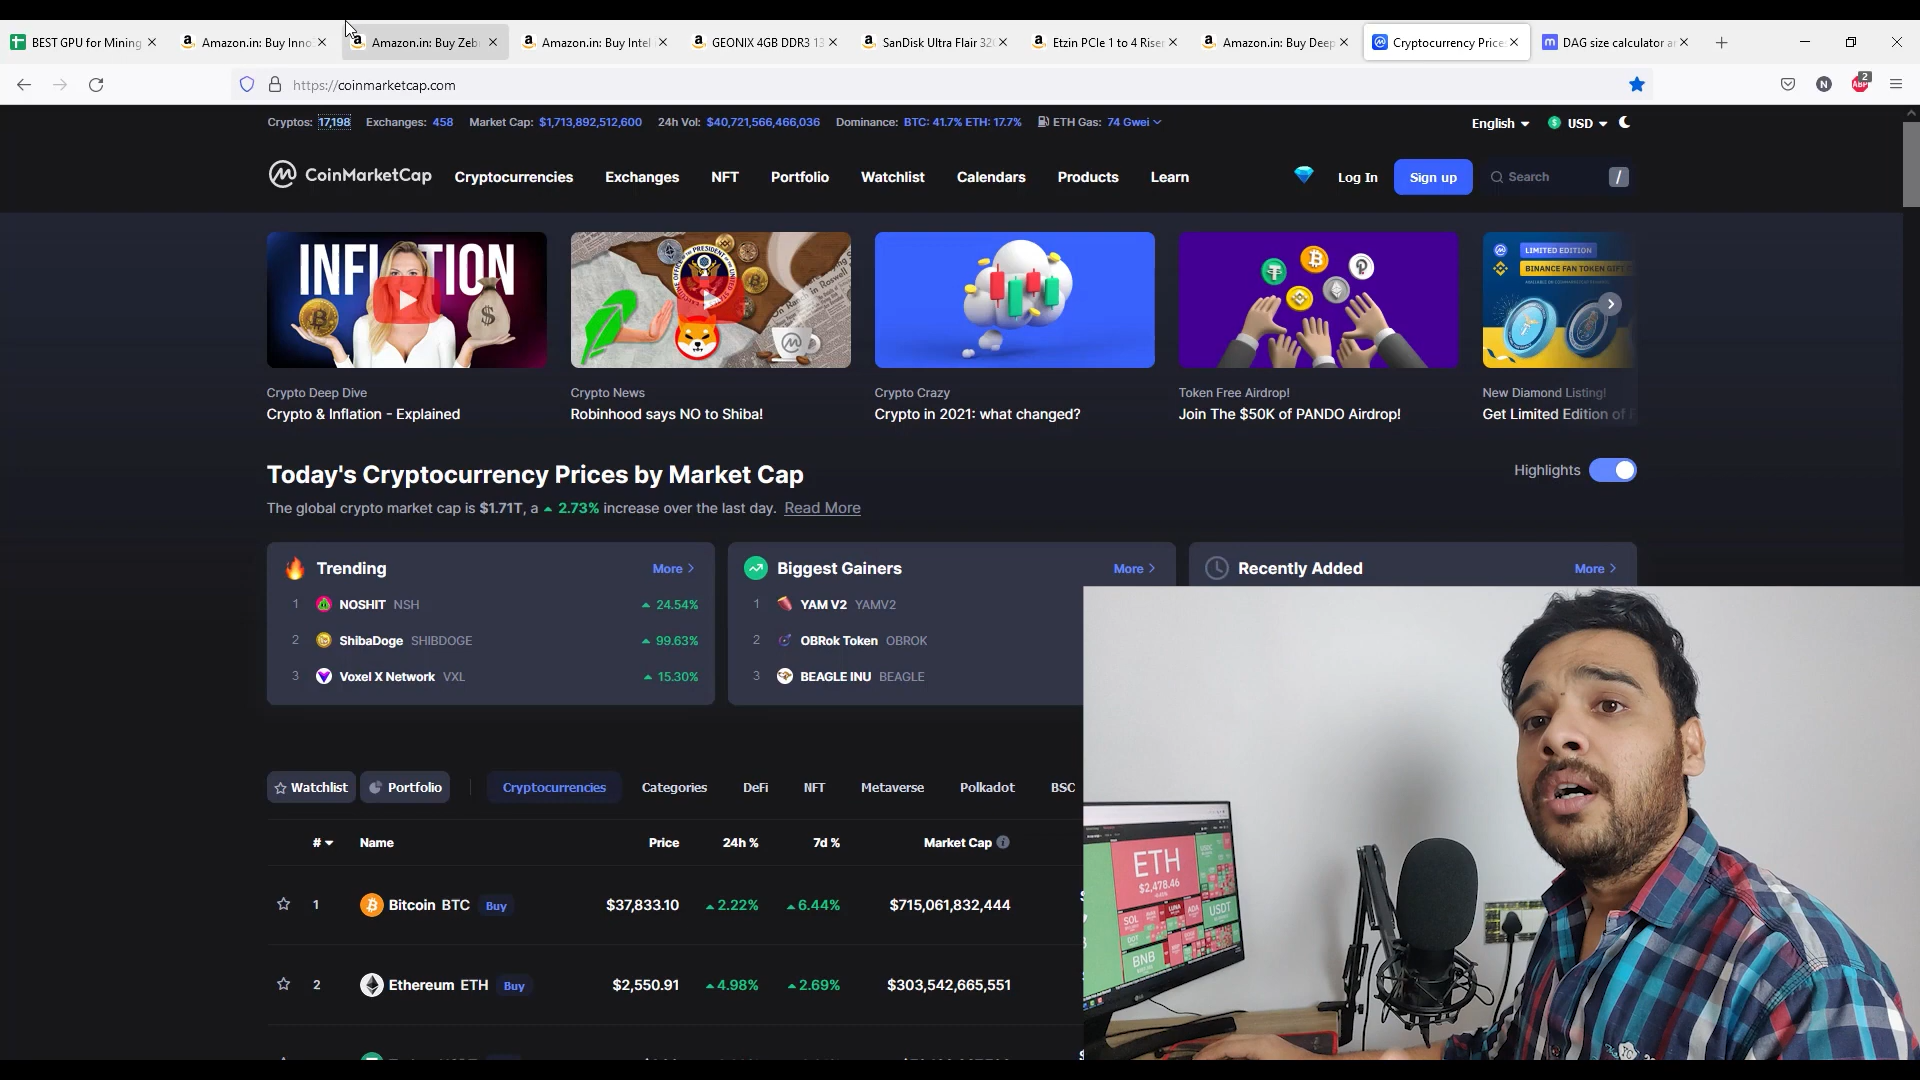 BEST GPU for Mining
Amazon.in: Buy Inno
Amazon.in: Buy Zeb
Amazon.in: Buy Intel
GEONIX 4GB DDR3 13
SanDisk Ultra Flair 32
Etzin PCIe 1 to 4 Riser
Amazon.in: Buy Deep
Cryptocurrency Price
DAG size calculator a
https://coinmarketcap.com
N
ABP
2
Cryptos: 17,198 Exchanges: 458 Market Cap: $1,713,892,512,600 24h Vol: $40,721,566,466,036 Dominance: BTC: 41.7% ETH: 17.7% ETH Gas: 74 Gwei
English USD
CoinMarketCap Cryptocurrencies Exchanges NFT Portfolio Watchlist Calendars Products Learn Log In Sign up Search /
INFLATION
LIMITED EDITION
BINANCE FAN TOKEN GIFT
Crypto Deep Dive
Crypto & Inflation - Explained
Crypto News
Robinhood says NO to Shiba!
Crypto Crazy
Crypto in 2021: what changed?
Token Free Airdrop!
Join The $50K of PANDO Airdrop!
New Diamond Listing!
Get Limited Edition of
Today's Cryptocurrency Prices by Market Cap
Highlights
The global crypto market cap is $1.71T, a 2.73% increase over the last day. Read More
Trending More
1 NOSHIT NSH 24.54%
2 ShibaDoge SHIBDOGE 99.63%
3 Voxel X Network VXL 15.30%
Biggest Gainers More
1 YAM V2 YAMV2
2 OBRok Token OBROK
3 BEAGLE INU BEAGLE
Recently Added More
Watchlist Portfolio Cryptocurrencies Categories DeFi NFT Metaverse Polkadot BSC
# Name Price 24h % 7d % Market Cap
1 Bitcoin BTC Buy $37,833.10 2.22% 6.44% $715,061,832,444
2 Ethereum ETH Buy $2,550.91 4.98% 2.69% $303,542,665,551
ETH
$2,478.46
SOL
LUNA
ADA
USDT
DOT
BNB
LG